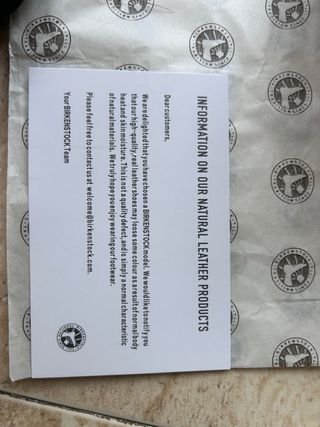 INFORMATION ON OUR NATURAL LEATHER PRODUCTS
Dear customers,
We are delighted that you have chosen a BIRKENSTOCK model. We would like to notify you
that our high-quality, real leather shoes may loose some colour as a result of normal body
heat and skin moisture. This is not a quality defect, and is simply a normal characteristic
of natural materials. We truly hope you enjoy wearing our footwear.
Please feel free to contact us at welcome@birkenstock.com.
Your BIRKENSTOCK Team